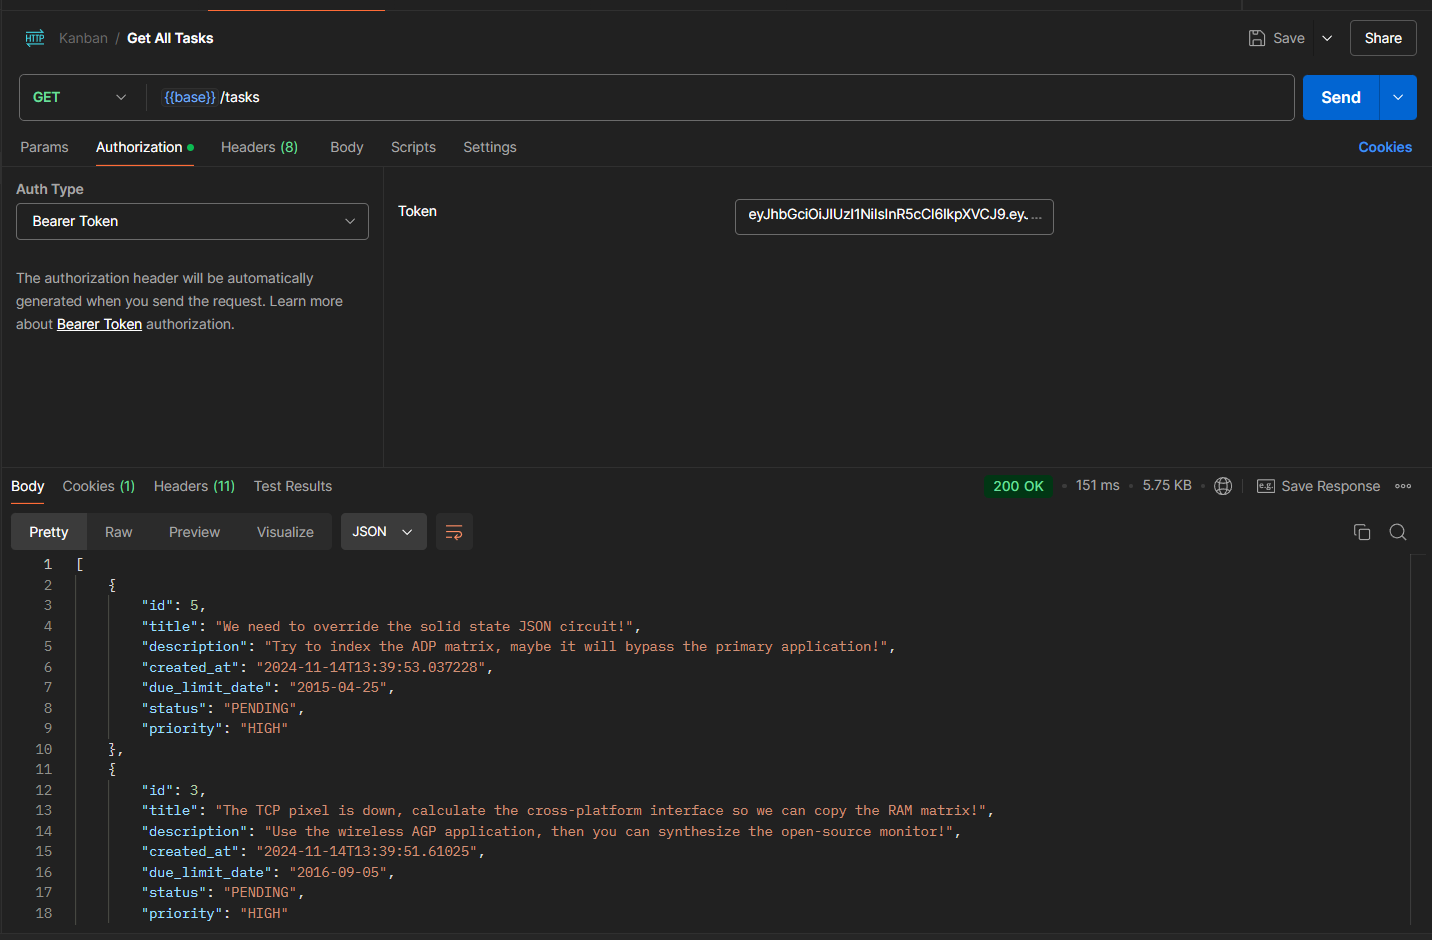 HTTP Kanban / Get All Tasks Save Share
GET {{base}} /tasks Send
Params Authorization Headers (8) Body Scripts Settings Cookies
Auth Type
Bearer Token
Token eyJhbGciOiJIUzI1NiIsInR5cCI6IkpXVCJ9.eyJ ...
The authorization header will be automatically
generated when you send the request. Learn more
about Bearer Token authorization.
Body Cookies (1) Headers (11) Test Results 200 OK • 151 ms • 5.75 KB • e.g. Save Response
Pretty Raw Preview Visualize JSON
1 [
2 {
3 "id": 5,
4 "title": "We need to override the solid state JSON circuit!",
5 "description": "Try to index the ADP matrix, maybe it will bypass the primary application!",
6 "created_at": "2024-11-14T13:39:53.037228",
7 "due_limit_date": "2015-04-25",
8 "status": "PENDING",
9 "priority": "HIGH"
10 },
11 {
12 "id": 3,
13 "title": "The TCP pixel is down, calculate the cross-platform interface so we can copy the RAM matrix!",
14 "description": "Use the wireless AGP application, then you can synthesize the open-source monitor!",
15 "created_at": "2024-11-14T13:39:51.61025",
16 "due_limit_date": "2016-09-05",
17 "status": "PENDING",
18 "priority": "HIGH"